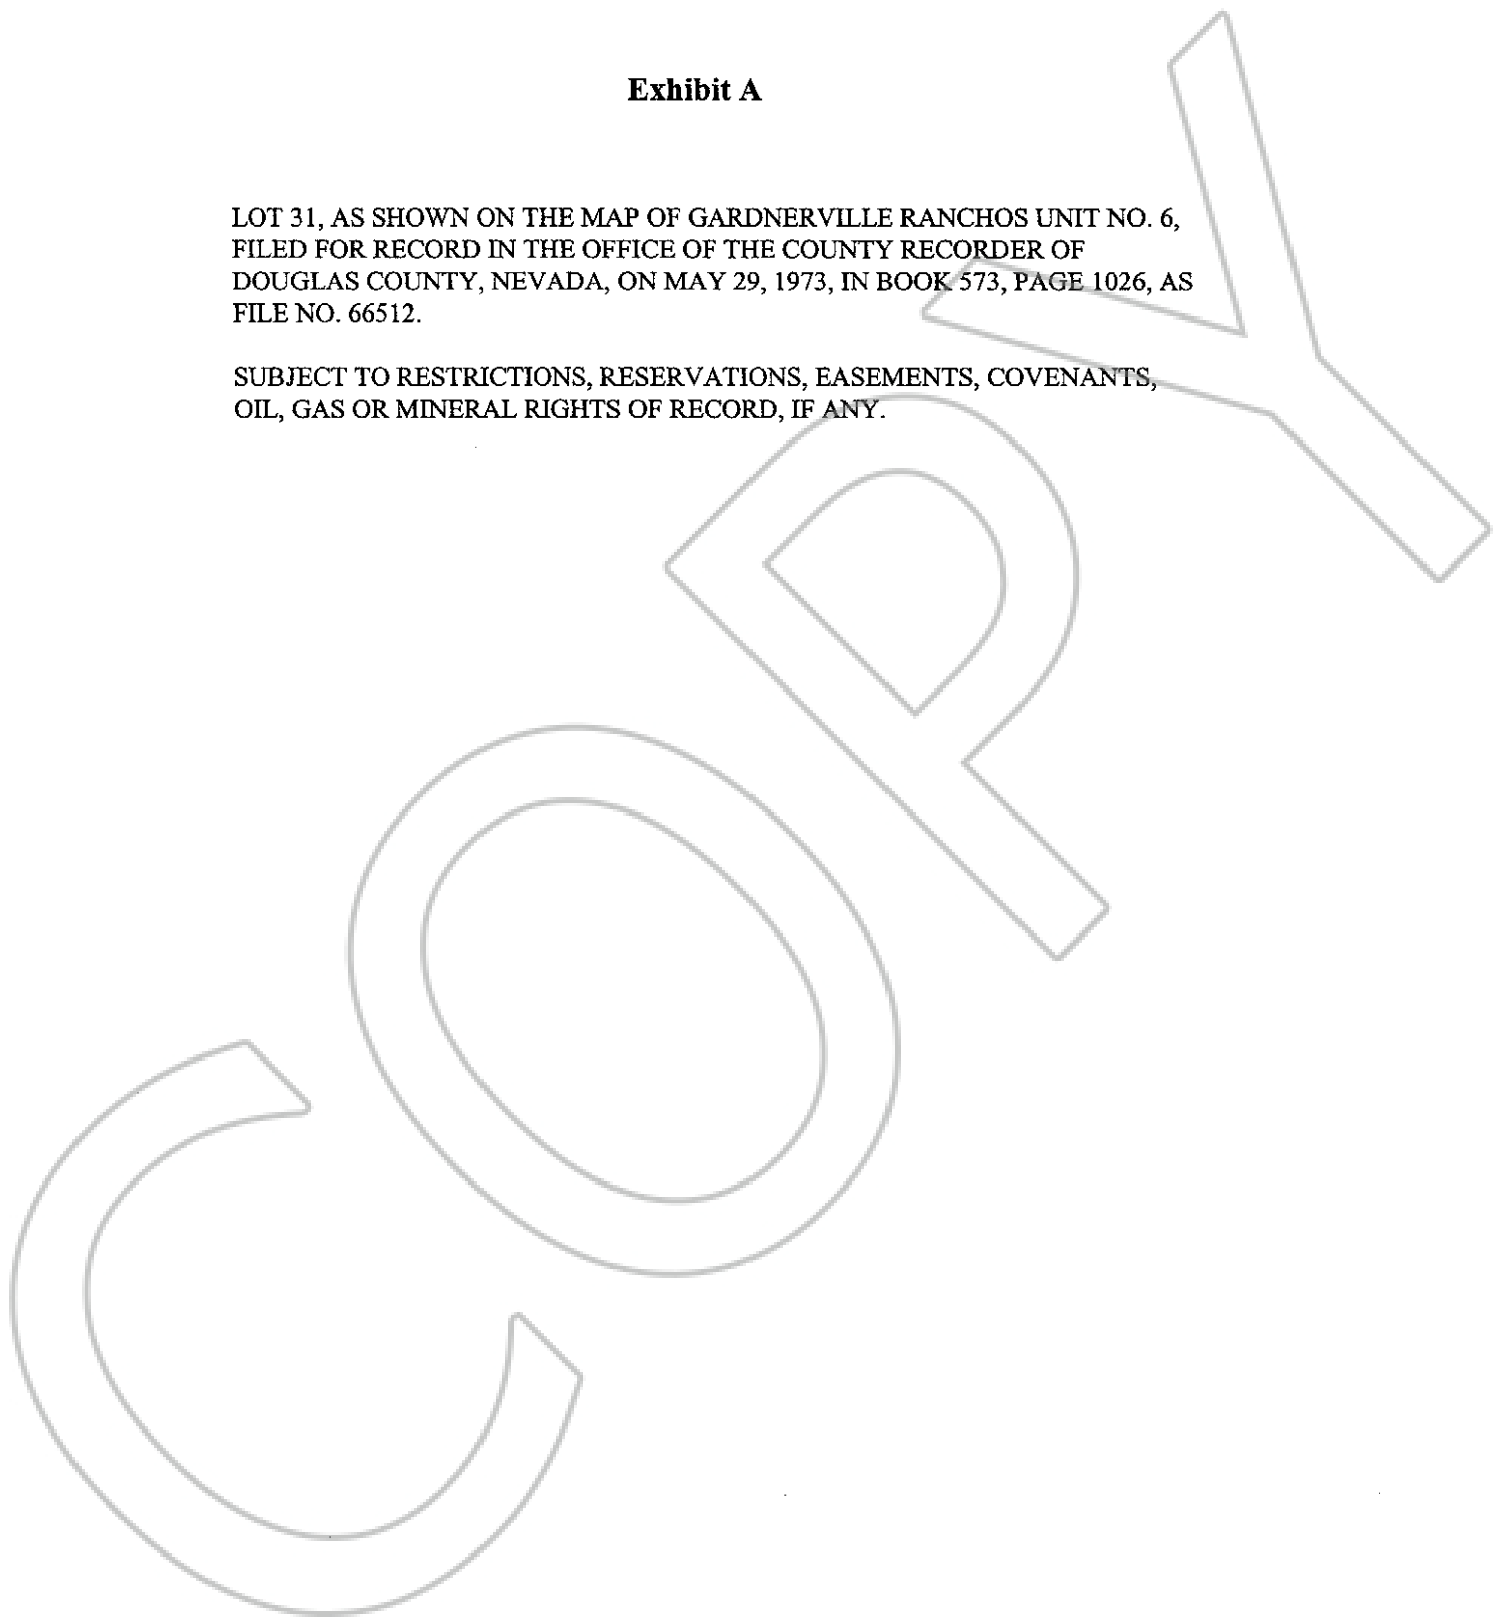 Exhibit A
LOT 31, AS SHOWN ON THE MAP OF GARDNERVILLE RANCHOS UNIT NO. 6,
FILED FOR RECORD IN THE OFFICE OF THE COUNTY RECORDER OF
DOUGLAS COUNTY, NEVADA, ON MAY 29, 1973, IN BOOK 573, PAGE 1026, AS
FILE NO. 66512.
SUBJECT TO RESTRICTIONS, RESERVATIONS, EASEMENTS, COVENANTS,
OIL, GAS OR MINERAL RIGHTS OF RECORD, IF ANY.
COPY